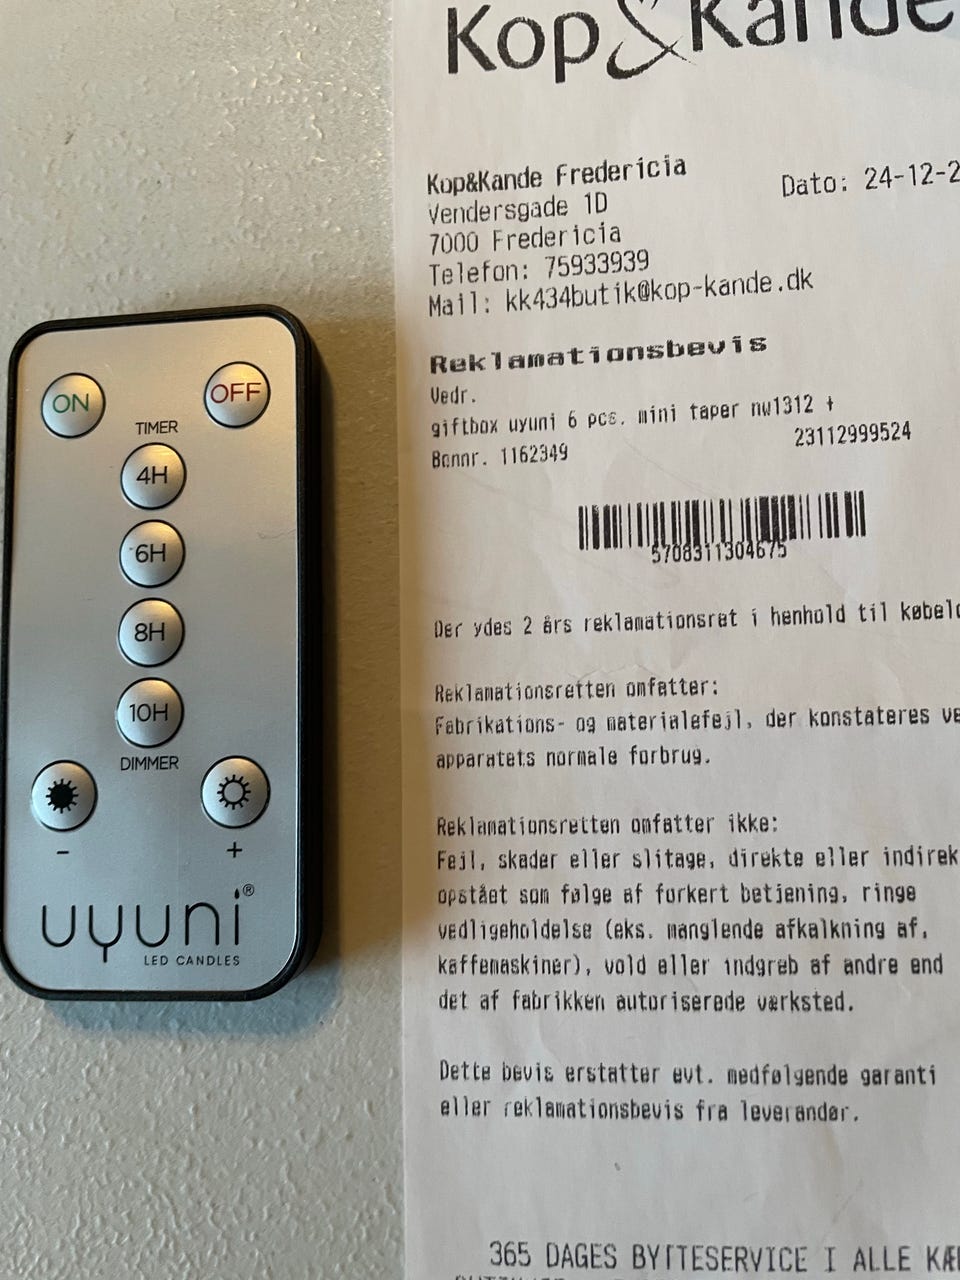 Kop&Kande
Kop&Kande Fredericia
Vendersgade 1D
7000 Fredericia
Telefon: 75933939
Mail: kk434butik@kop-kande.dk
Dato: 24-12-2
Reklamationsbevis
Vedr.
giftbox uyuni 6 pcs. mini taper nw1312 +
23112999524
Bonnr. 1162349
5708311304675
Der ydes 2 års reklamationsret i henhold til købelo
Reklamationsretten omfatter:
Fabrikations- og materialefejl, der konstateres ve
apparatets normale forbrug.
Reklamationsretten omfatter ikke:
Fejl, skader eller slitage, direkte eller indirek
opstået som følge af forkert betjening, ringe
vedligeholdelse (eks. manglende afkalkning af.
kaffemaskiner), vold eller indgreb af andre end
det af fabrikken autoriserede værksted.
Dette bevis erstatter evt. medfølgende garanti
eller reklamationsbevis fra leverandør.
365 DAGES BYTTESERVICE I ALLE KÆ
ON
OFF
TIMER
4H
6H
8H
10H
DIMMER
- +
uyuni®
LED CANDLES